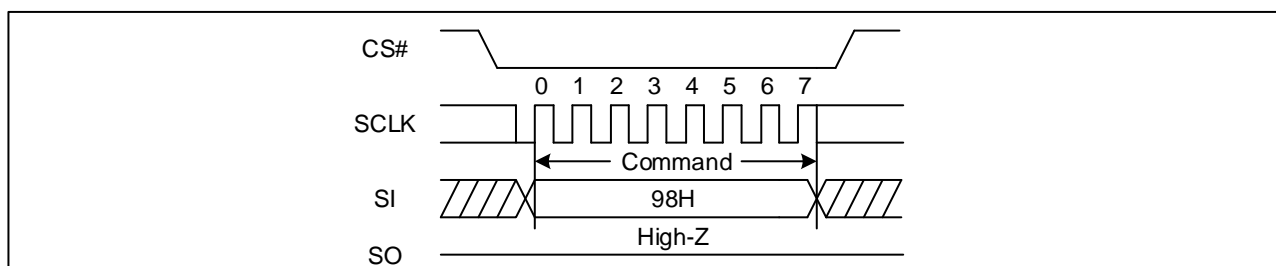 CS#
0 1 2 3 4 5 6 7
SCLK
Command
SI
98H
High-Z
SO